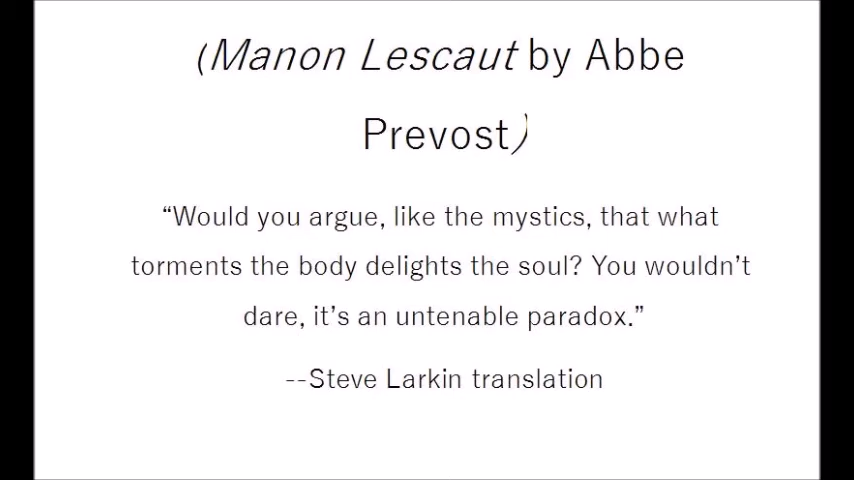 (Manon Lescaut by Abbe
Prevost)
“Would you argue, like the mystics, that what
torments the body delights the soul? You wouldn’t
dare, it’s an untenable paradox.”
--Steve Larkin translation